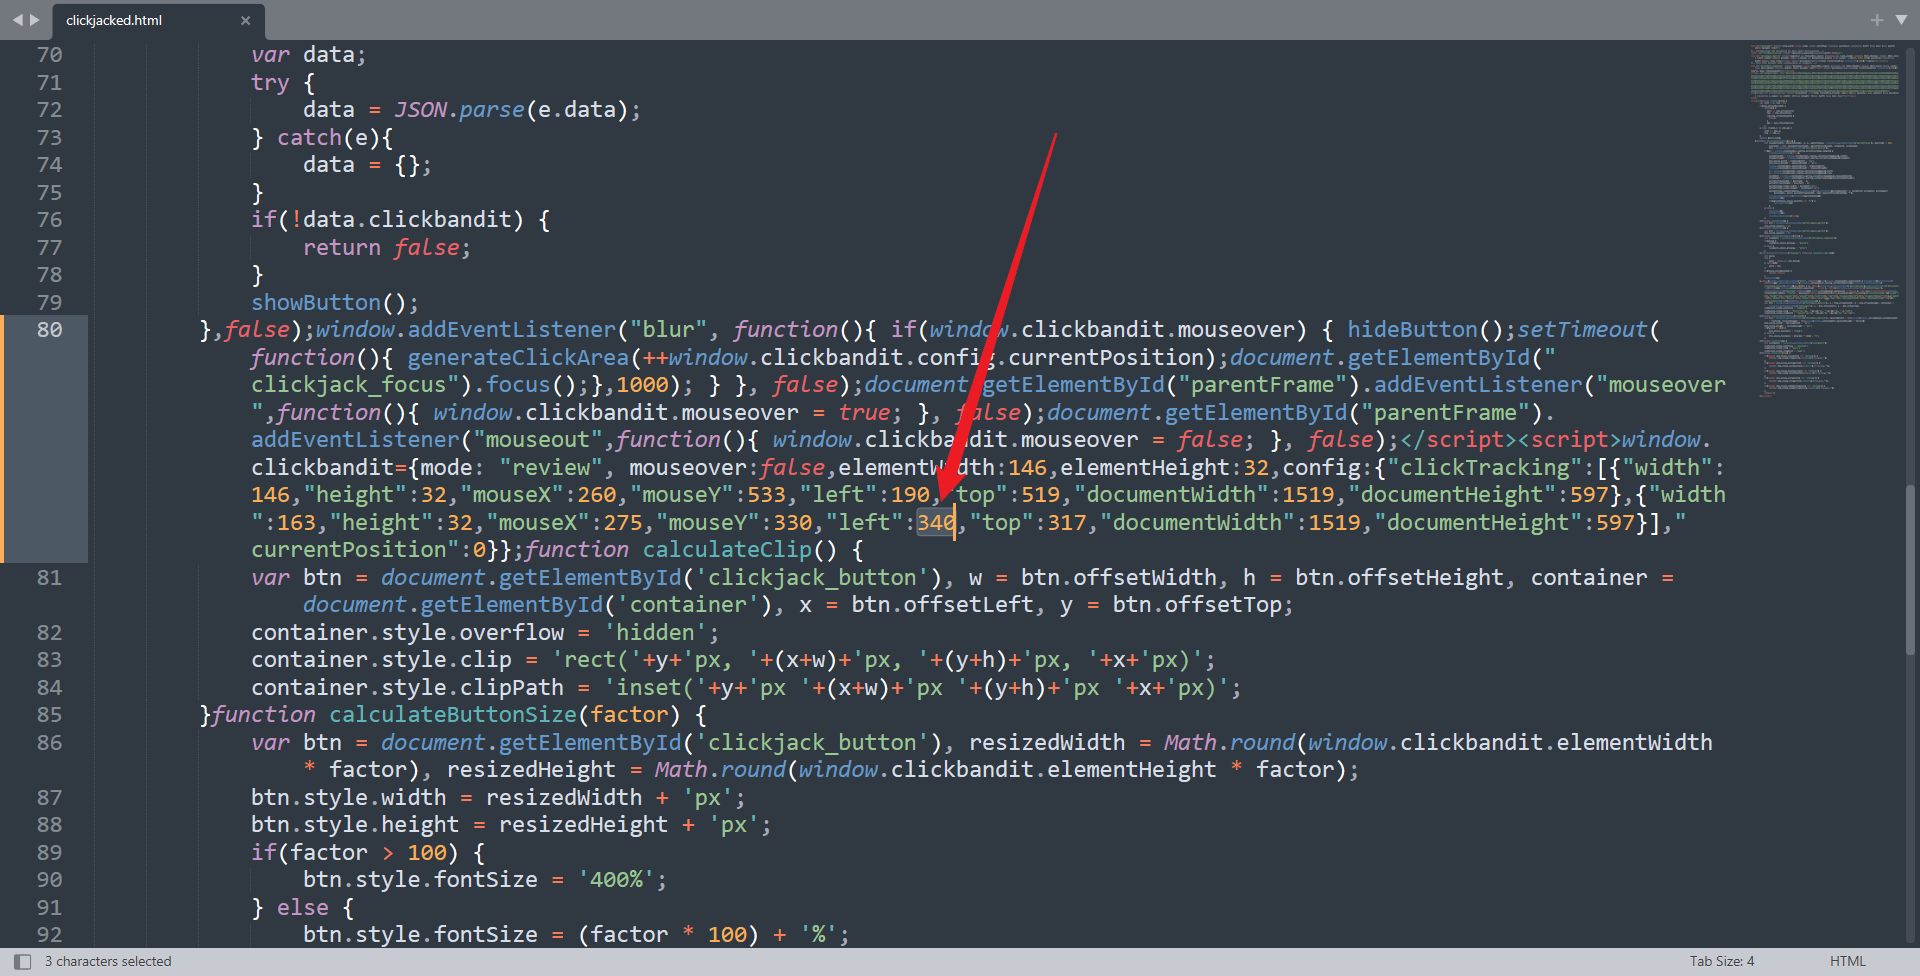 clickjacked.html
70 var data;
71 try {
72 data = JSON.parse(e.data);
73 } catch(e){
74 data = {};
75 }
76 if(!data.clickbandit) {
77 return false;
78 }
79 showButton();
80 },false);window.addEventListener("blur", function(){ if(window.clickbandit.mouseover) { hideButton();setTimeout(
function(){ generateClickArea(++window.clickbandit.config.currentPosition);document.getElementById("
clickjack_focus").focus();},1000); } }, false);document.getElementById("parentFrame").addEventListener("mouseover
",function(){ window.clickbandit.mouseover = true; }, false);document.getElementById("parentFrame").
addEventListener("mouseout",function(){ window.clickbandit.mouseover = false; }, false);</script><script>window.
clickbandit={mode: "review", mouseover:false,elementWidth:146,elementHeight:32,config:{"clickTracking":[{"width":
146,"height":32,"mouseX":260,"mouseY":533,"left":190,"top":519,"documentWidth":1519,"documentHeight":597},{"width
":163,"height":32,"mouseX":275,"mouseY":330,"left":340,"top":317,"documentWidth":1519,"documentHeight":597}],"
currentPosition":0}};function calculateClip() {
81 var btn = document.getElementById('clickjack_button'), w = btn.offsetWidth, h = btn.offsetHeight, container =
document.getElementById('container'), x = btn.offsetLeft, y = btn.offsetTop;
82 container.style.overflow = 'hidden';
83 container.style.clip = 'rect('+y+'px, '+(x+w)+'px, '+(y+h)+'px, '+x+'px)';
84 container.style.clipPath = 'inset('+y+'px '+(x+w)+'px '+(y+h)+'px '+x+'px)';
85 }function calculateButtonSize(factor) {
86 var btn = document.getElementById('clickjack_button'), resizedWidth = Math.round(window.clickbandit.elementWidth
* factor), resizedHeight = Math.round(window.clickbandit.elementHeight * factor);
87 btn.style.width = resizedWidth + 'px';
88 btn.style.height = resizedHeight + 'px';
89 if(factor > 100) {
90 btn.style.fontSize = '400%';
91 } else {
92 btn.style.fontSize = (factor * 100) + '%';
3 characters selected
Tab Size: 4
HTML